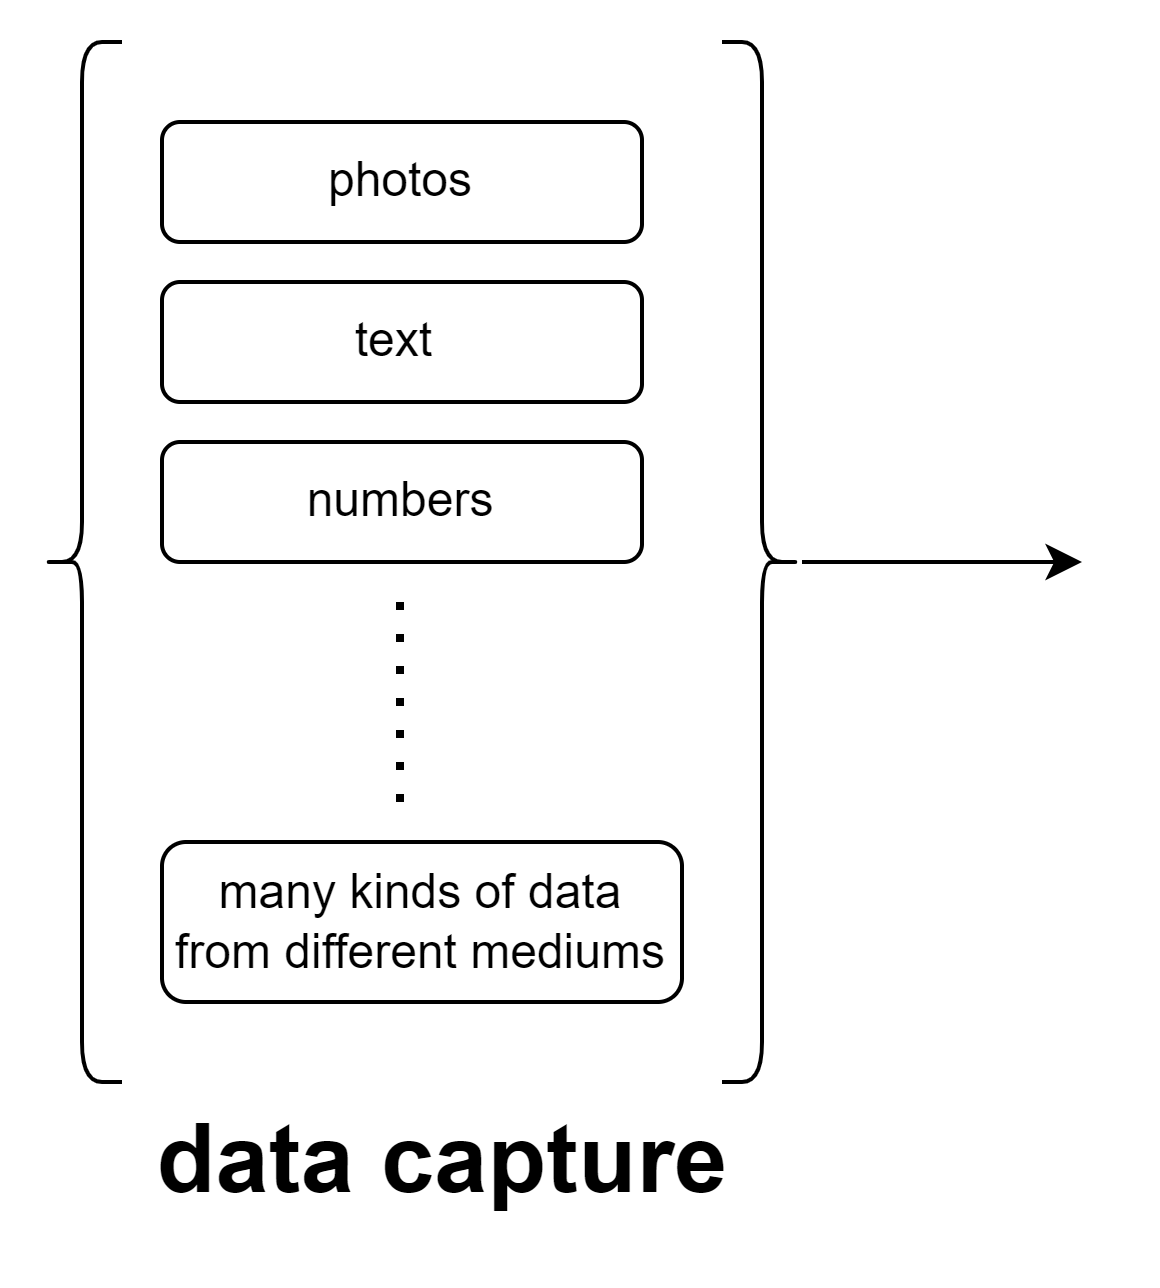 photos
text
numbers
many kinds of data
from different mediums
data capture